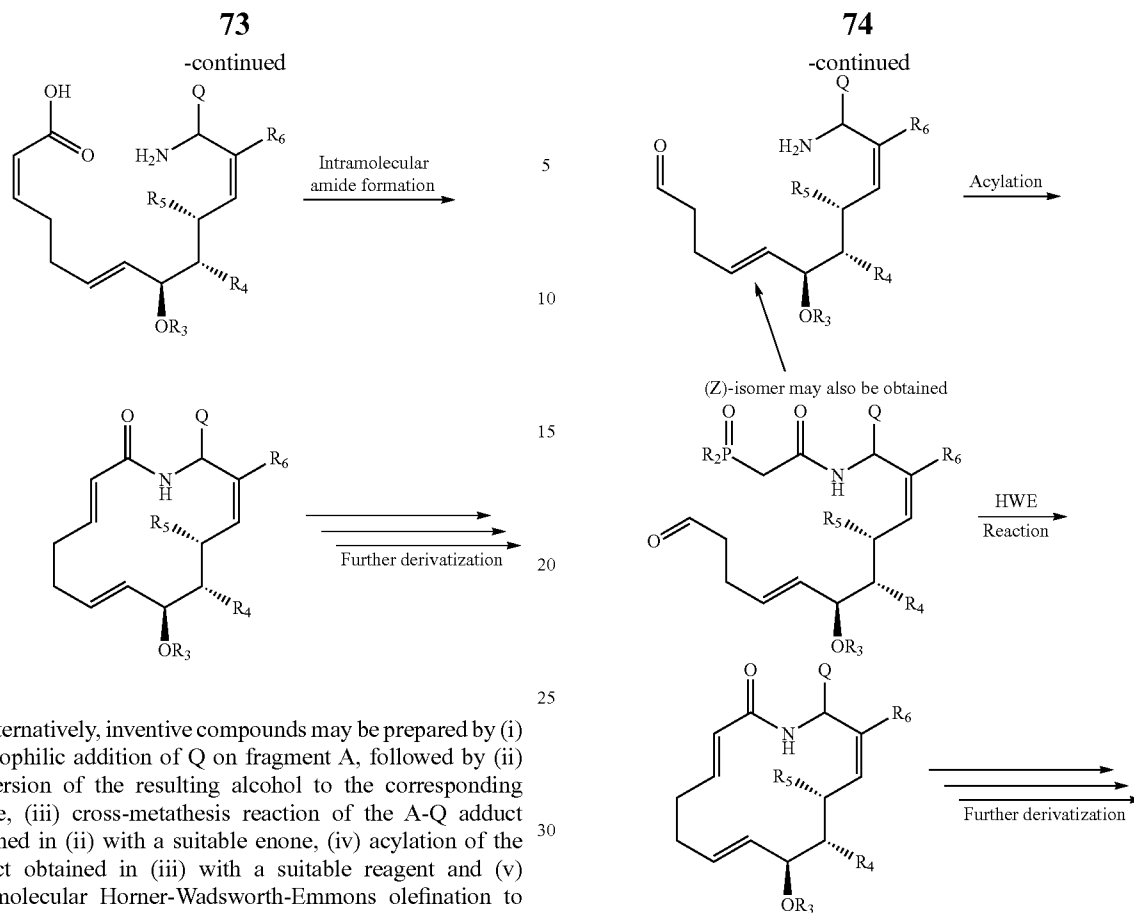 73
-continued
OH
O
Q
H₂N
R₆
R₅
R₄
OR₃
Intramolecular
amide formation
O
Q
N
H
R₆
R₅
R₄
OR₃
Further derivatization
ternatively, inventive compounds may be prepared by (i)
ophilic addition of Q on fragment A, followed by (ii)
ersion of the resulting alcohol to the corresponding
e, (iii) cross-metathesis reaction of the A-Q adduct
ned in (ii) with a suitable enone, (iv) acylation of the
ct obtained in (iii) with a suitable reagent and (v)
molecular Horner-Wadsworth-Emmons olefination to
5
10
15
20
25
30
74
-continued
O
Q
H₂N
R₆
R₅
R₄
OR₃
Acylation
(Z)-isomer may also be obtained
O
R₂P
O
N
H
Q
R₆
R₅
O
R₄
OR₃
HWE
Reaction
O
Q
N
H
R₆
R₅
R₄
OR₃
Further derivatization